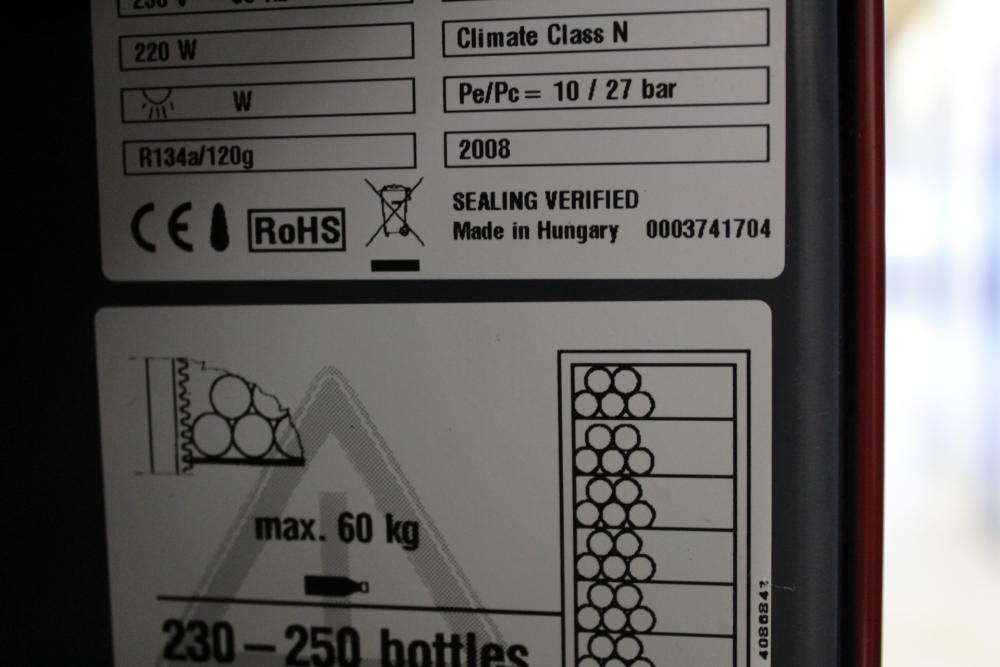 220 W
Climate Class N
W
Pe/Pc = 10 / 27 bar
R134a/120g
2008
CE
RoHS
SEALING VERIFIED
Made in Hungary 0003741704
max. 60 kg
230 – 250 bottles